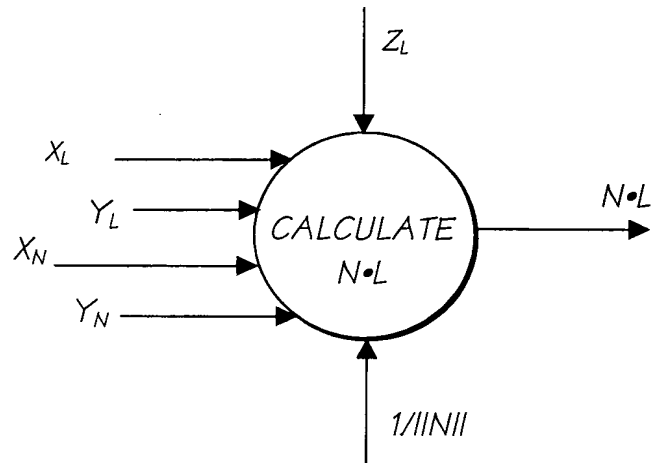 Z_L
X_L
Y_L
X_N
Y_N
CALCULATE
N•L
N•L
1/||N||